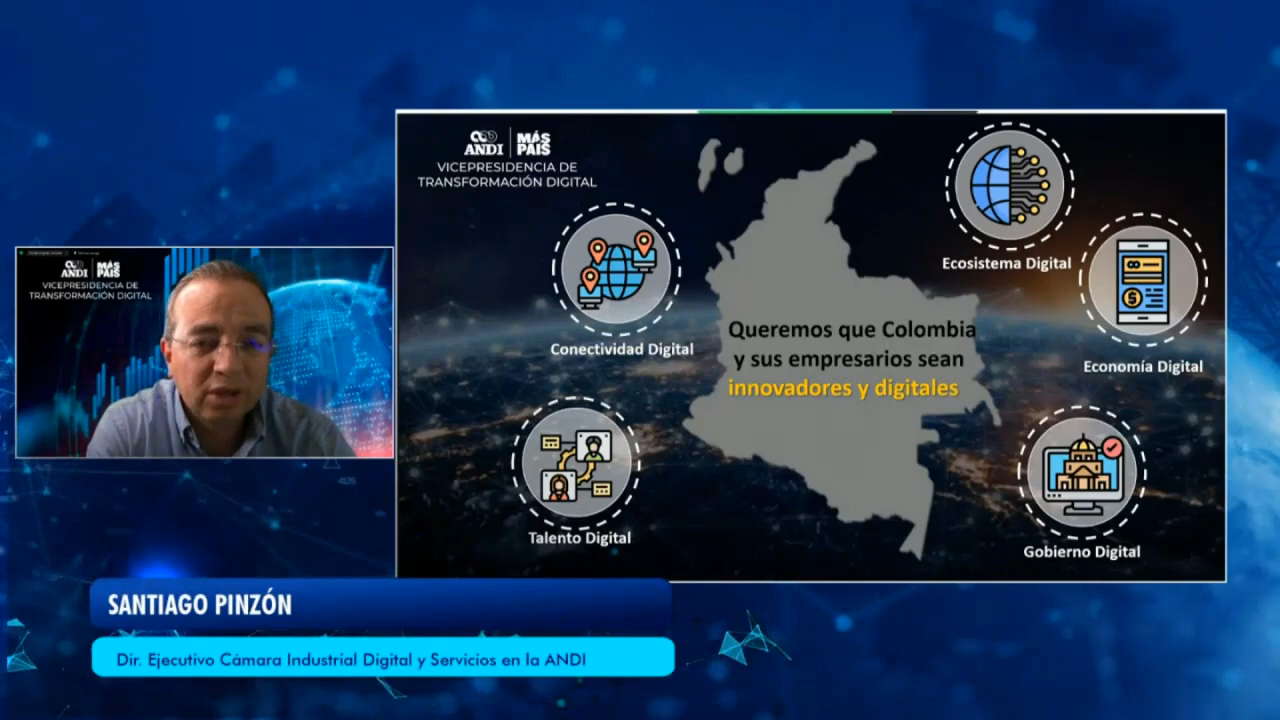 ANDI MÁS PAÍS
VICEPRESIDENCIA DE
TRANSFORMACIÓN DIGITAL
Ecosistema Digital
Conectividad Digital
Queremos que Colombia
y sus empresarios sean
innovadores y digitales
Economía Digital
Talento Digital
Gobierno Digital
ANDI MÁS PAÍS
VICEPRESIDENCIA DE
TRANSFORMACIÓN DIGITAL
SANTIAGO PINZÓN
Dir. Ejecutivo Cámara Industrial Digital y Servicios en la ANDI